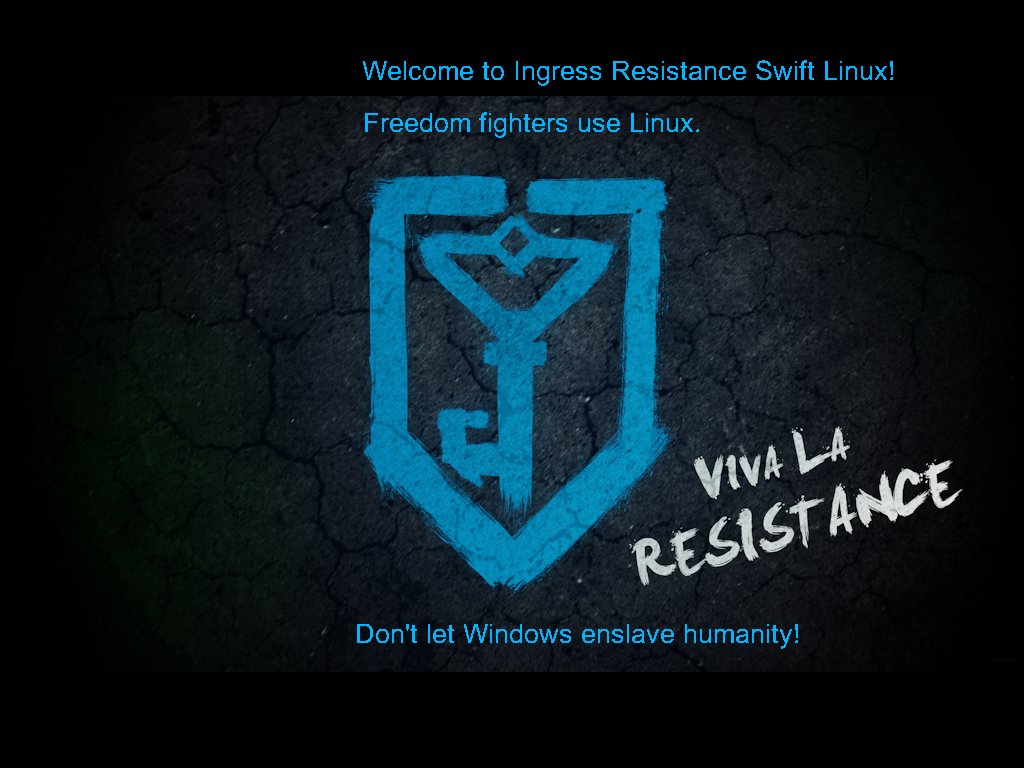 Welcome to Ingress Resistance Swift Linux!
Freedom fighters use Linux.
VIVA LA
RESISTANCE
Don't let Windows enslave humanity!